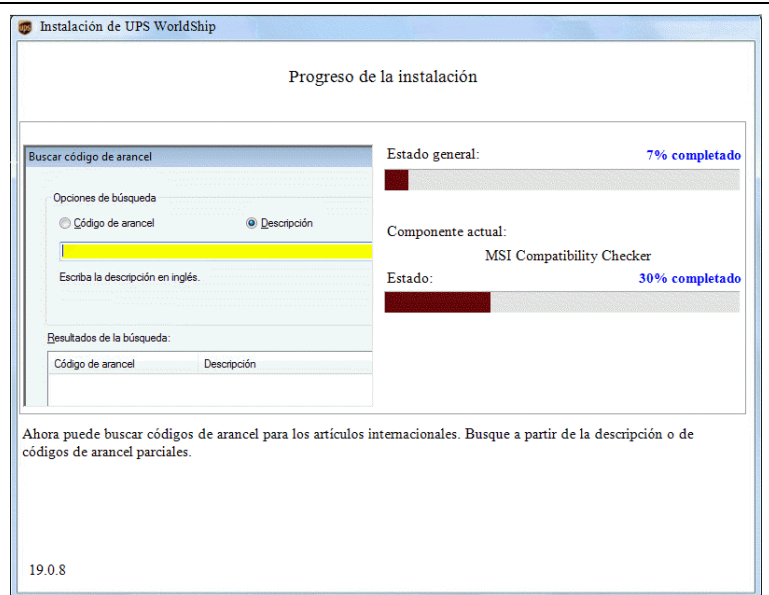 Instalación de UPS WorldShip
Progreso de la instalación
Buscar código de arancel
Opciones de búsqueda
Código de arancel
Descripción
Escriba la descripción en inglés.
Resultados de la búsqueda:
Código de arancel
Descripción
Estado general:
7% completado
Componente actual:
MSI Compatibility Checker
Estado:
30% completado
Ahora puede buscar códigos de arancel para los artículos internacionales. Busque a partir de la descripción o de
códigos de arancel parciales.
19.0.8